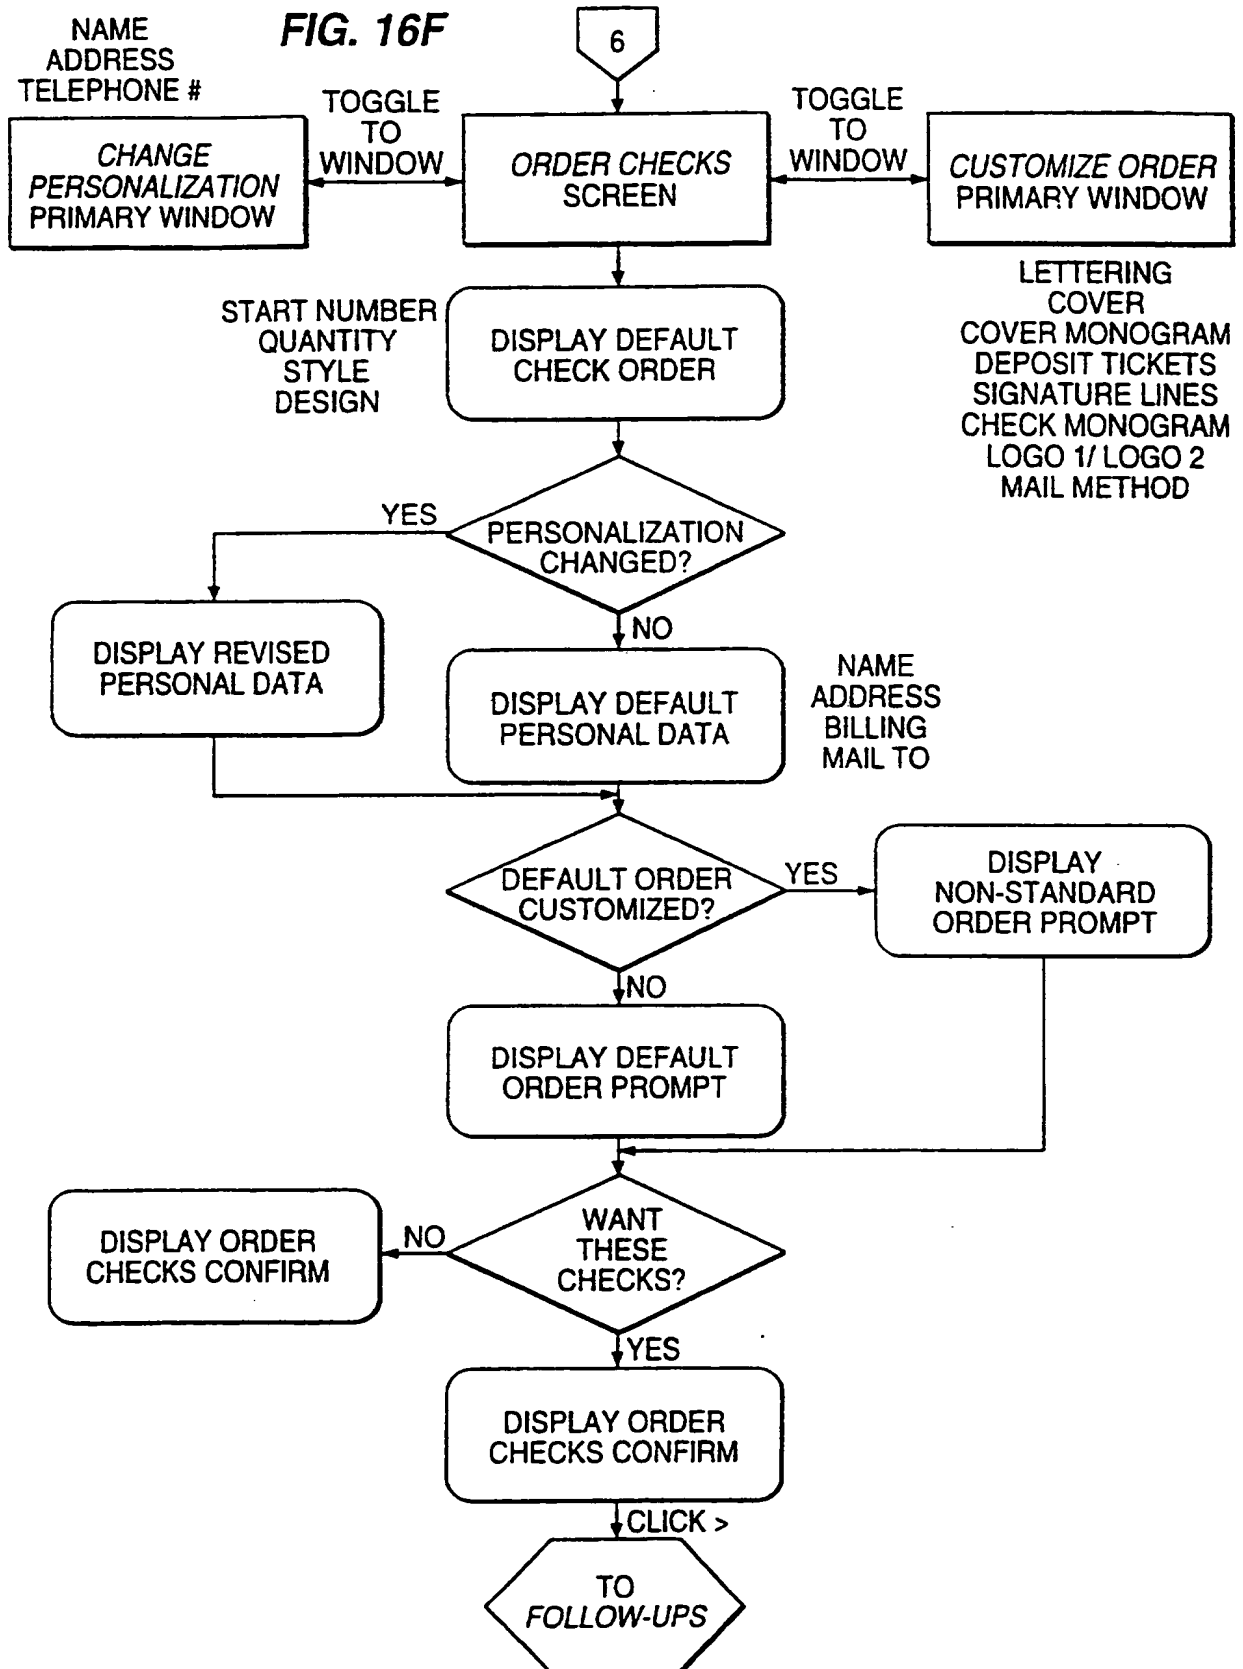 FIG. 16F
6
NAME
ADDRESS
TELEPHONE #
CHANGE
PERSONALIZATION
PRIMARY WINDOW
TOGGLE
TO
WINDOW
ORDER CHECKS
SCREEN
TOGGLE
TO
WINDOW
CUSTOMIZE ORDER
PRIMARY WINDOW
LETTERING
COVER
COVER MONOGRAM
DEPOSIT TICKETS
SIGNATURE LINES
CHECK MONOGRAM
LOGO 1/ LOGO 2
MAIL METHOD
START NUMBER
QUANTITY
STYLE
DESIGN
DISPLAY DEFAULT
CHECK ORDER
PERSONALIZATION
CHANGED?
YES
DISPLAY REVISED
PERSONAL DATA
NO
DISPLAY DEFAULT
PERSONAL DATA
NAME
ADDRESS
BILLING
MAIL TO
DEFAULT ORDER
CUSTOMIZED?
YES
DISPLAY
NON-STANDARD
ORDER PROMPT
NO
DISPLAY DEFAULT
ORDER PROMPT
WANT
THESE
CHECKS?
NO
DISPLAY ORDER
CHECKS CONFIRM
YES
DISPLAY ORDER
CHECKS CONFIRM
CLICK >
TO
FOLLOW-UPS